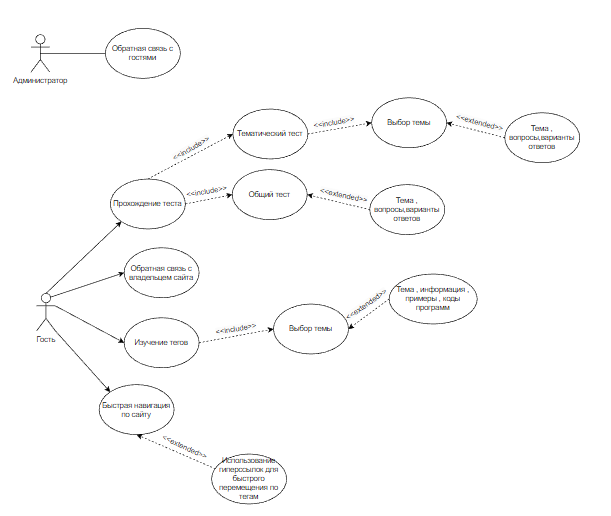 Обратная связь с
гостями
Администратор
Тематический тест
<<include>>
Выбор темы
<<extended>>
Тема ,
вопросы,варианты
ответов
<<include>>
Прохождение теста
<<include>>
Общий тест
<<extended>>
Тема ,
вопросы,варианты
ответов
Обратная связь с
владельцем сайта
Гость
Изучение тегов
<<include>>
Выбор темы
<<extended>>
Тема , информация ,
примеры , коды
программ
Быстрая навигация
по сайту
<<extended>>
Использование
гиперссылок для
быстрого
перемещения по
тегам